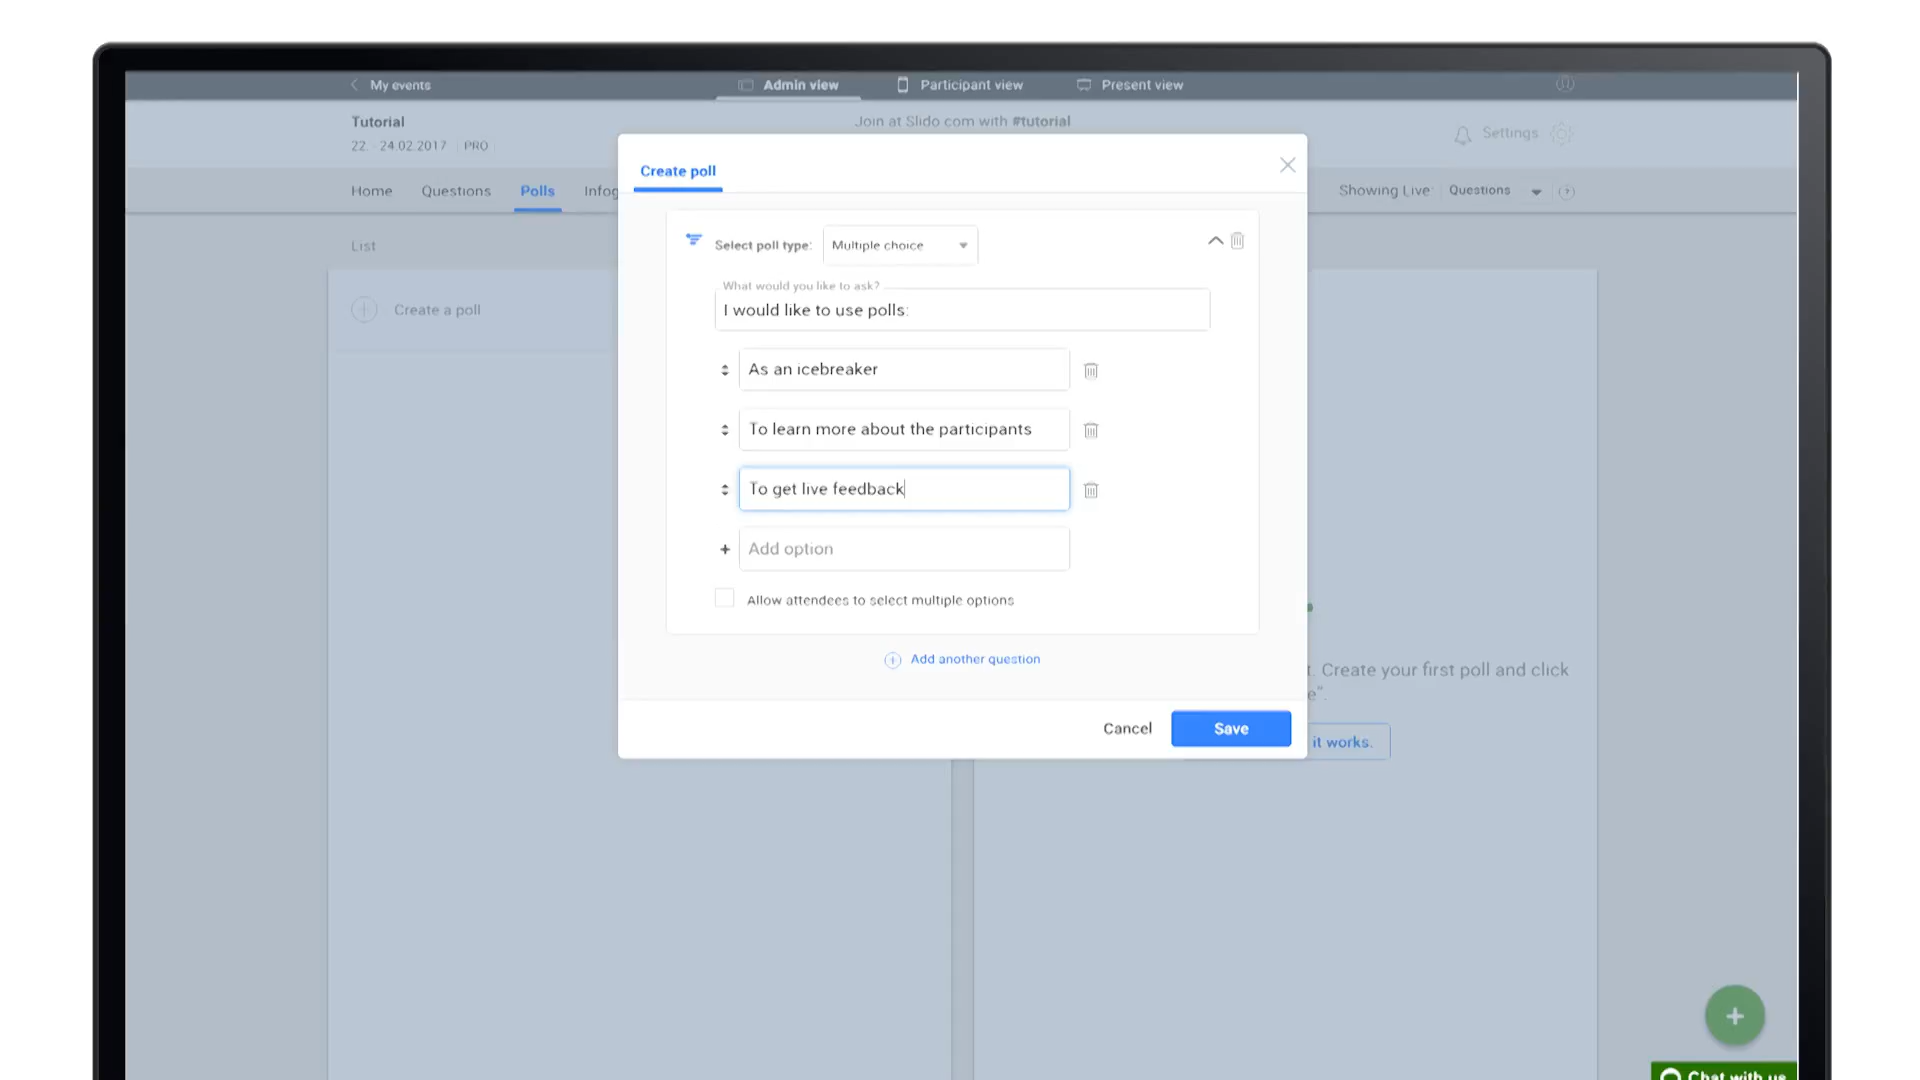 My events
Admin view
Participant view
Present view
Tutorial
22. - 24.02.2017 PRO
Join at Slido com with #tutorial
Settings
Home
Questions
Polls
Infog
Showing Live:
Questions
List
Create a poll
Create poll
Select poll type:
Multiple choice
What would you like to ask?
I would like to use polls:
As an icebreaker
To learn more about the participants
To get live feedback
Add option
Allow attendees to select multiple options
Add another question
Cancel
Save
t. Create your first poll and click
e”.
it works.
Chat with us